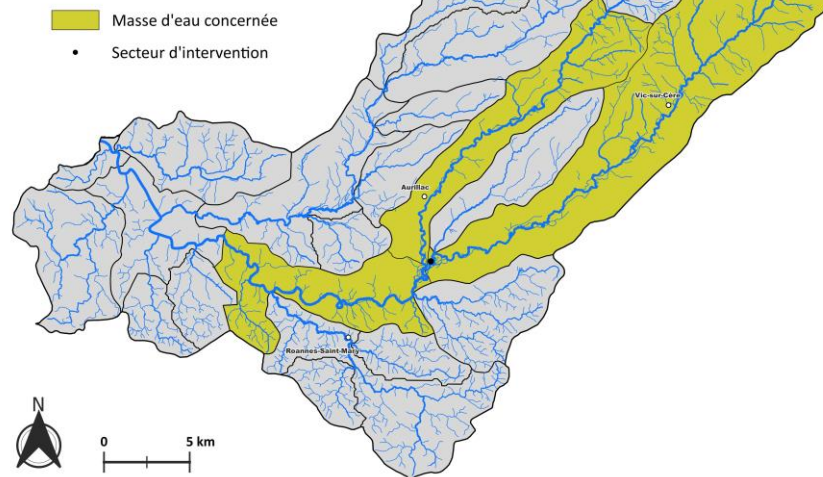 Masse d'eau concernée
Secteur d'intervention
Vic-sur-Cère
Aurillac
Roannes-Saint-Mary
N
0 5 km